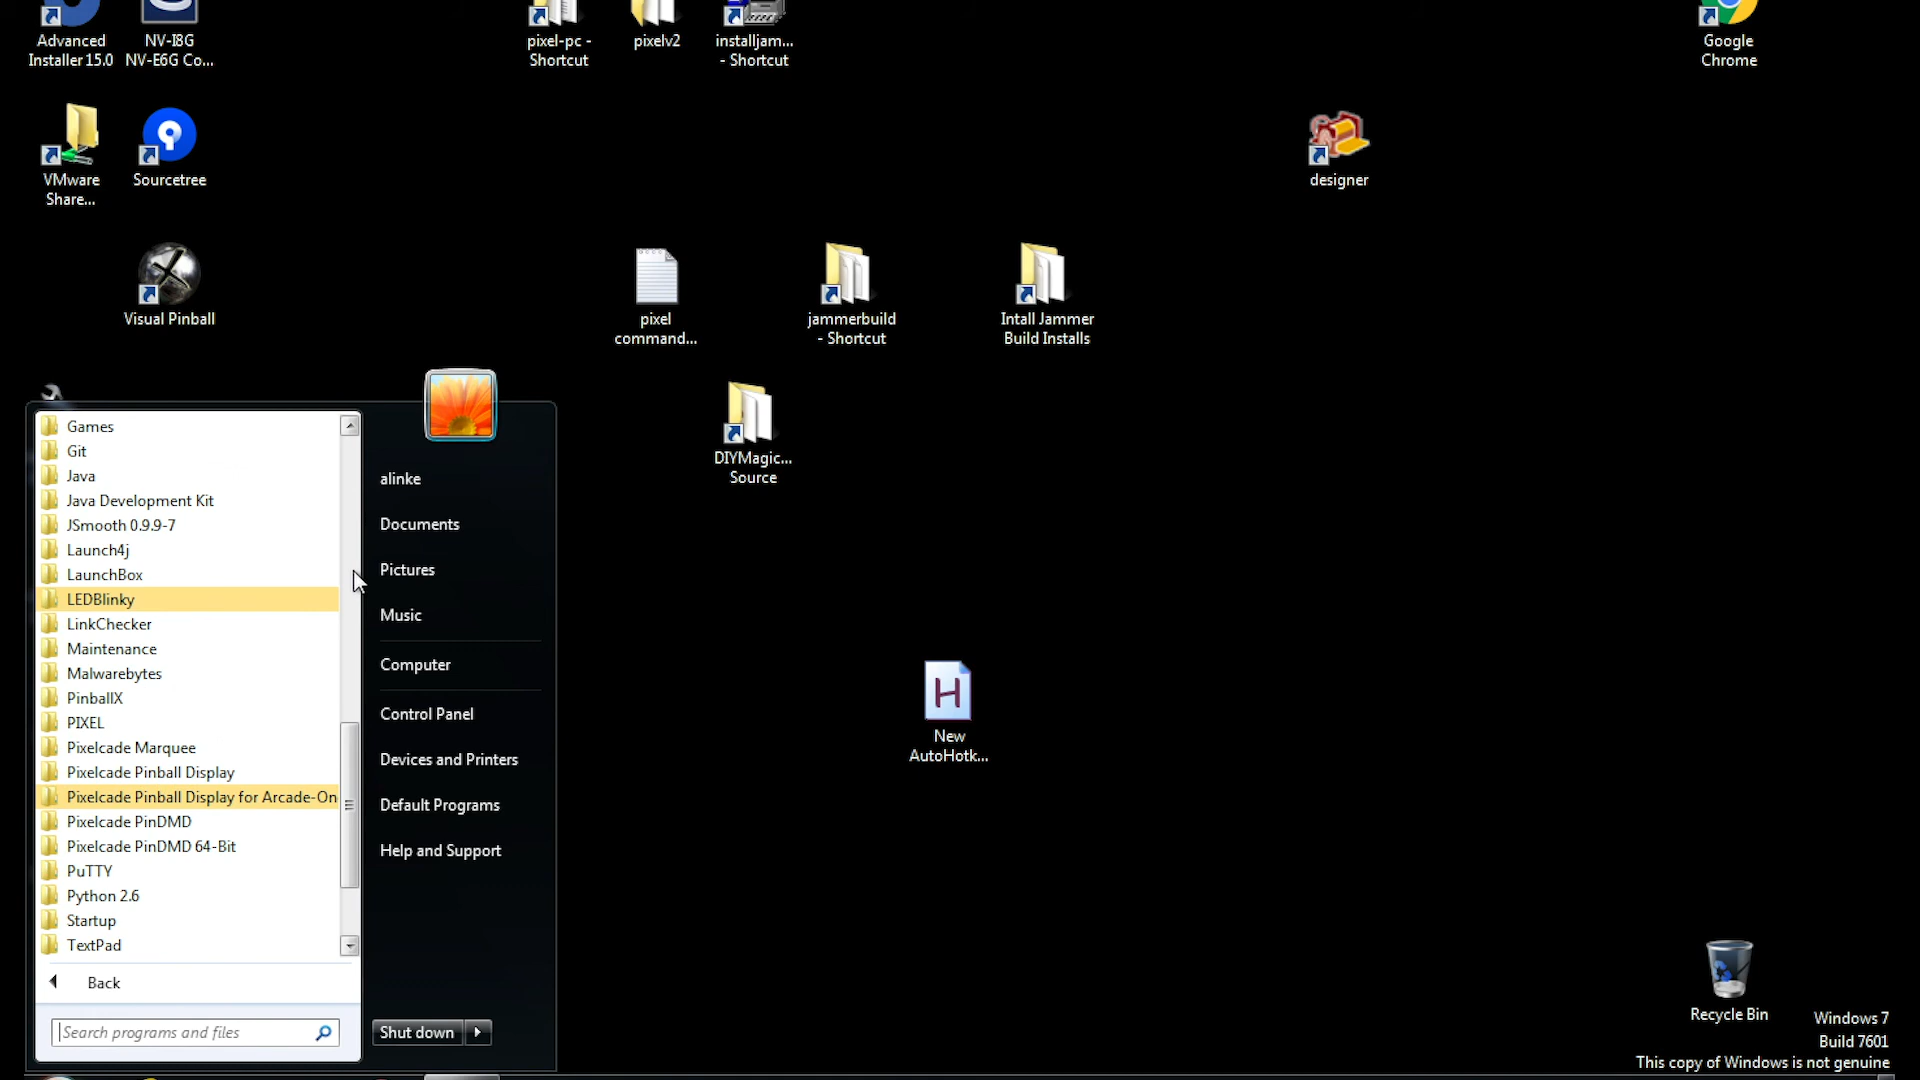 Advanced
Installer 15.0
NV-I8G
NV-E6G Co...
pixel-pc -
Shortcut
pixelv2
installjam...
- Shortcut
Google
Chrome
VMware
Share...
Sourcetree
designer
Visual Pinball
pixel
command...
jammerbuild
- Shortcut
Intall Jammer
Build Installs
DIYMagic...
Source
New
AutoHotk...
Recycle Bin
Games
Git
Java
Java Development Kit
JSmooth 0.9.9-7
Launch4j
LaunchBox
LEDBlinky
LinkChecker
Maintenance
Malwarebytes
PinballX
PIXEL
Pixelcade Marquee
Pixelcade Pinball Display
Pixelcade Pinball Display for Arcade-On
Pixelcade PinDMD
Pixelcade PinDMD 64-Bit
PuTTY
Python 2.6
Startup
TextPad
Back
Search programs and files
alinke
Documents
Pictures
Music
Computer
Control Panel
Devices and Printers
Default Programs
Help and Support
Shut down
Windows 7
Build 7601
This copy of Windows is not genuine